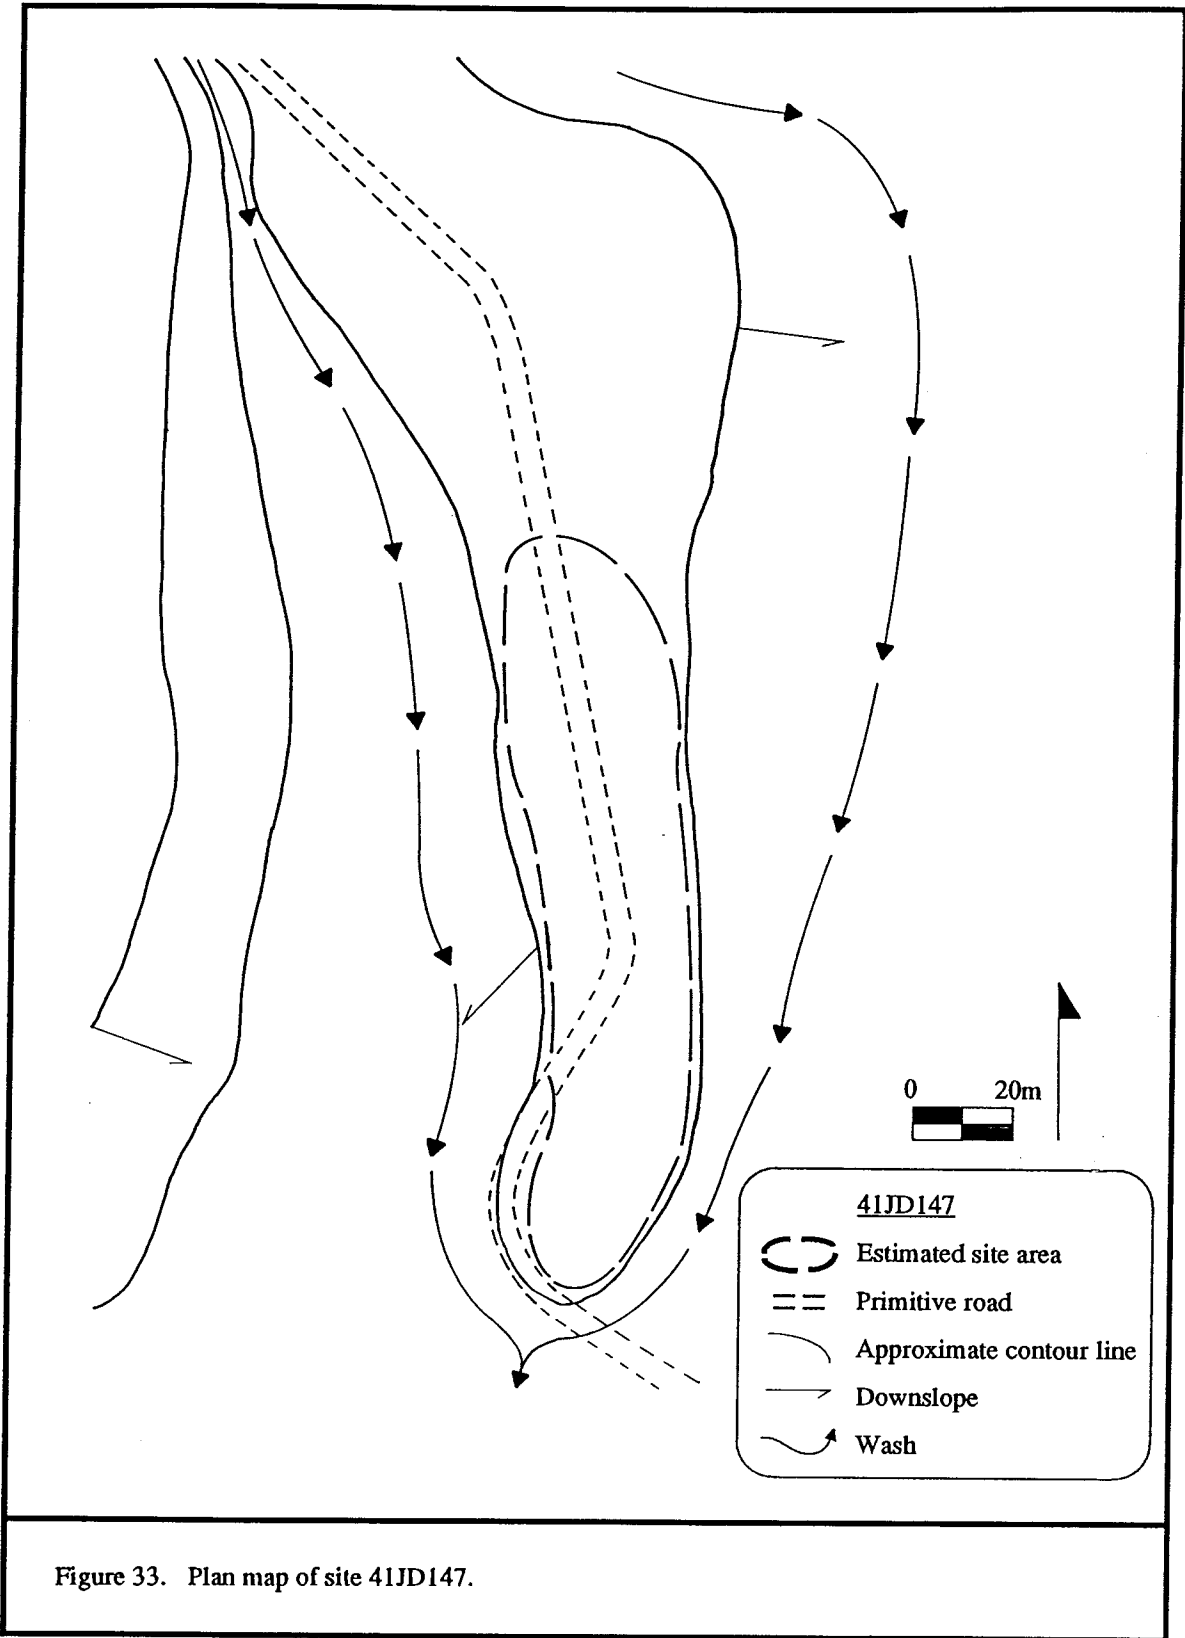 0 20m
41JD147
Estimated site area
Primitive road
Approximate contour line
Downslope
Wash
Figure 33. Plan map of site 41JD147.